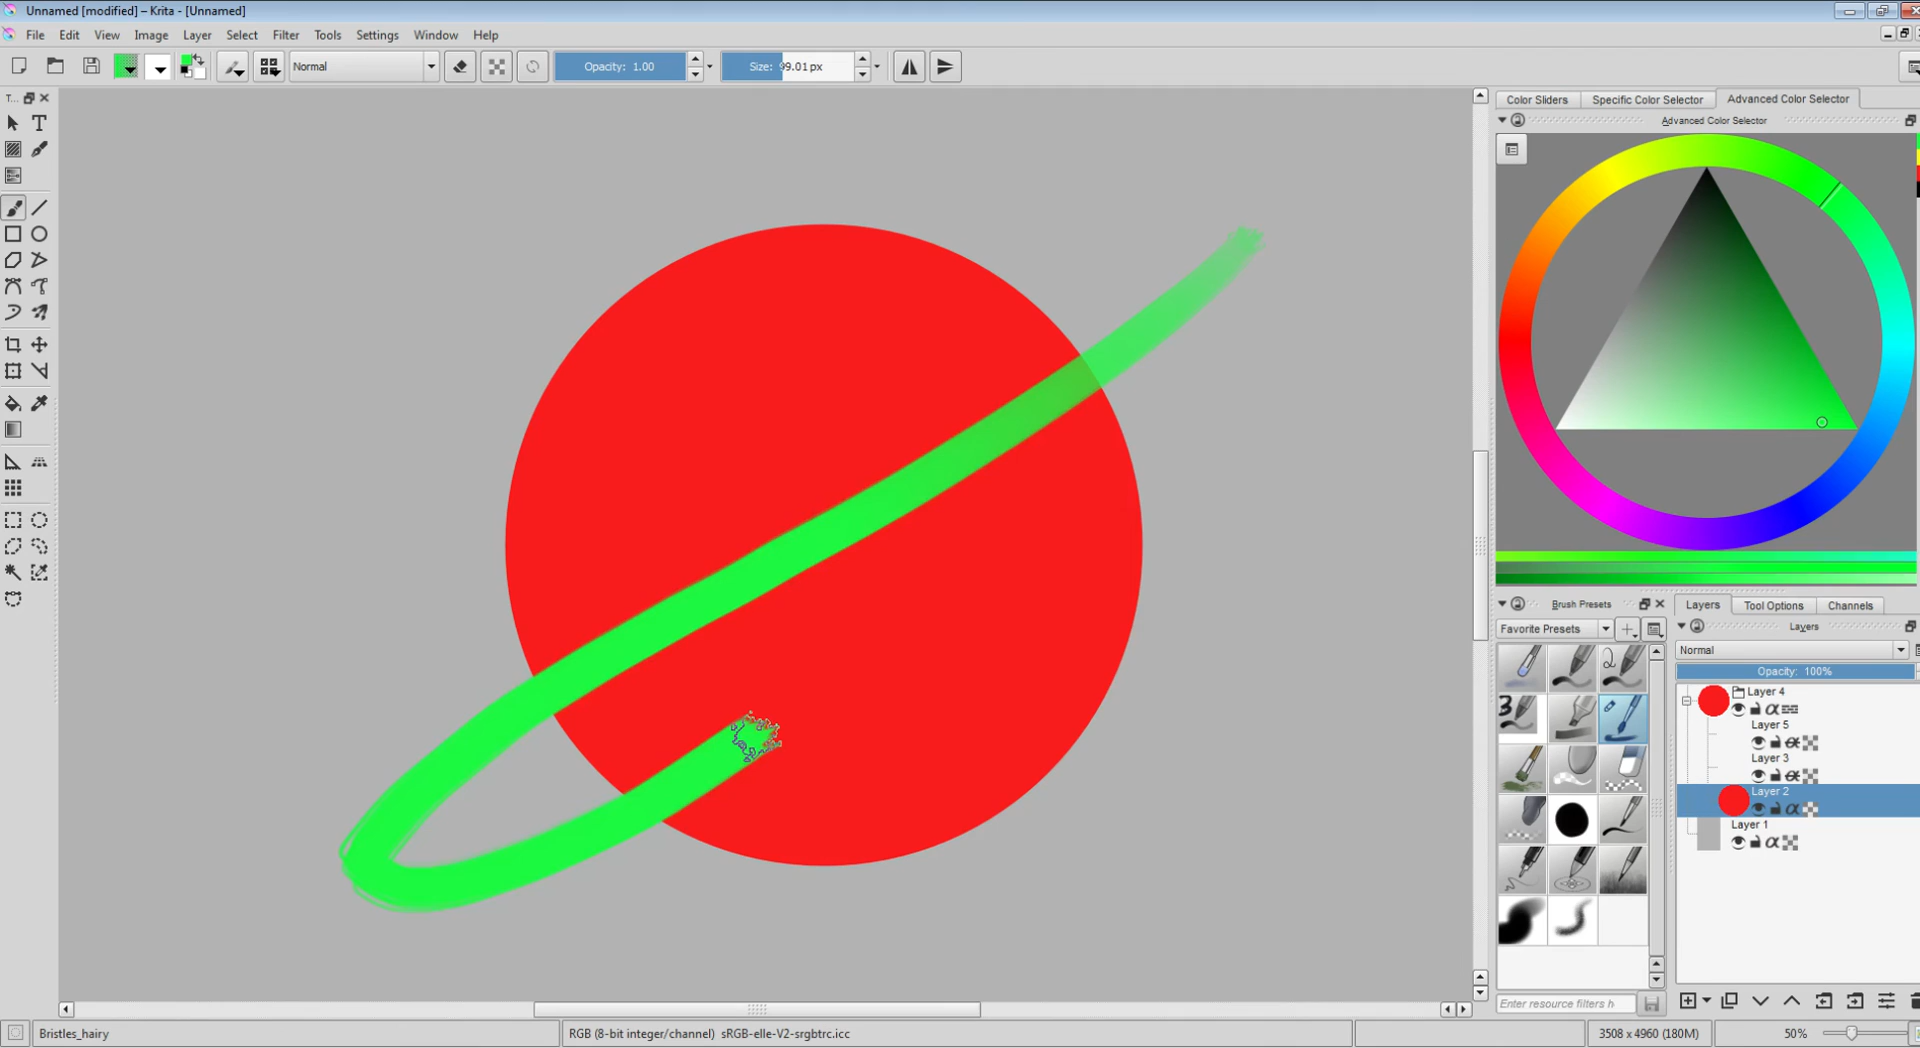 Unnamed [modified] – Krita - [Unnamed]
File Edit View Image Layer Select Filter Tools Settings Window Help
Normal
Opacity: 1.00
Size: 99.01 px
T...
Color Sliders
Specific Color Selector
Advanced Color Selector
Advanced Color Selector
Brush Presets
Favorite Presets
Enter resource filters h
Layers
Tool Options
Channels
Layers
Normal
Opacity: 100%
Layer 4
Layer 5
Layer 3
Layer 2
Layer 1
Bristles_hairy
RGB (8-bit integer/channel) sRGB-elle-V2-srgbtrc.icc
3508 x 4960 (180M)
50%